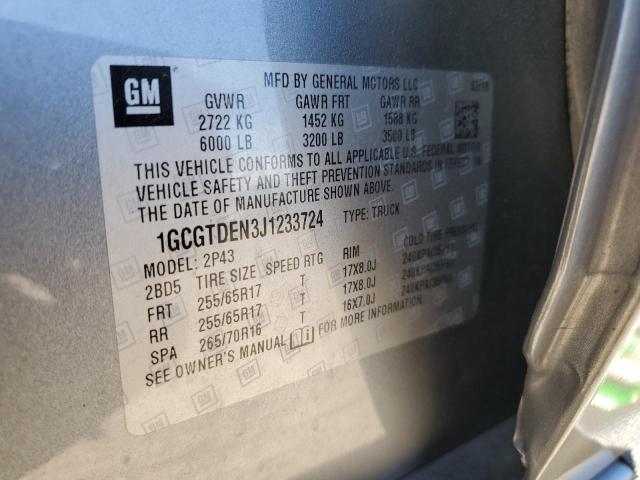 GM
MFD BY GENERAL MOTORS LLC
GVWR GAWR FRT GAWR RR
2722 KG 1452 KG 1588 KG
6000 LB 3200 LB 3500 LB
THIS VEHICLE CONFORMS TO ALL APPLICABLE U.S. FEDERAL MOTOR
VEHICLE SAFETY AND THEFT PREVENTION STANDARDS IN EFFECT ON
THE DATE OF MANUFACTURE SHOWN ABOVE.
1GCGTDEN3J1233724 TYPE: TRUCK
MODEL: 2P43
2BD5 TIRE SIZE SPEED RTG RIM COLD TIRE PRESSURE
FRT 255/65R17 T 17X8.0J
RR 255/65R17 T 17X8.0J
SPA 265/70R16 T 16X7.0J
SEE OWNER'S MANUAL FOR MORE INFORMATION.